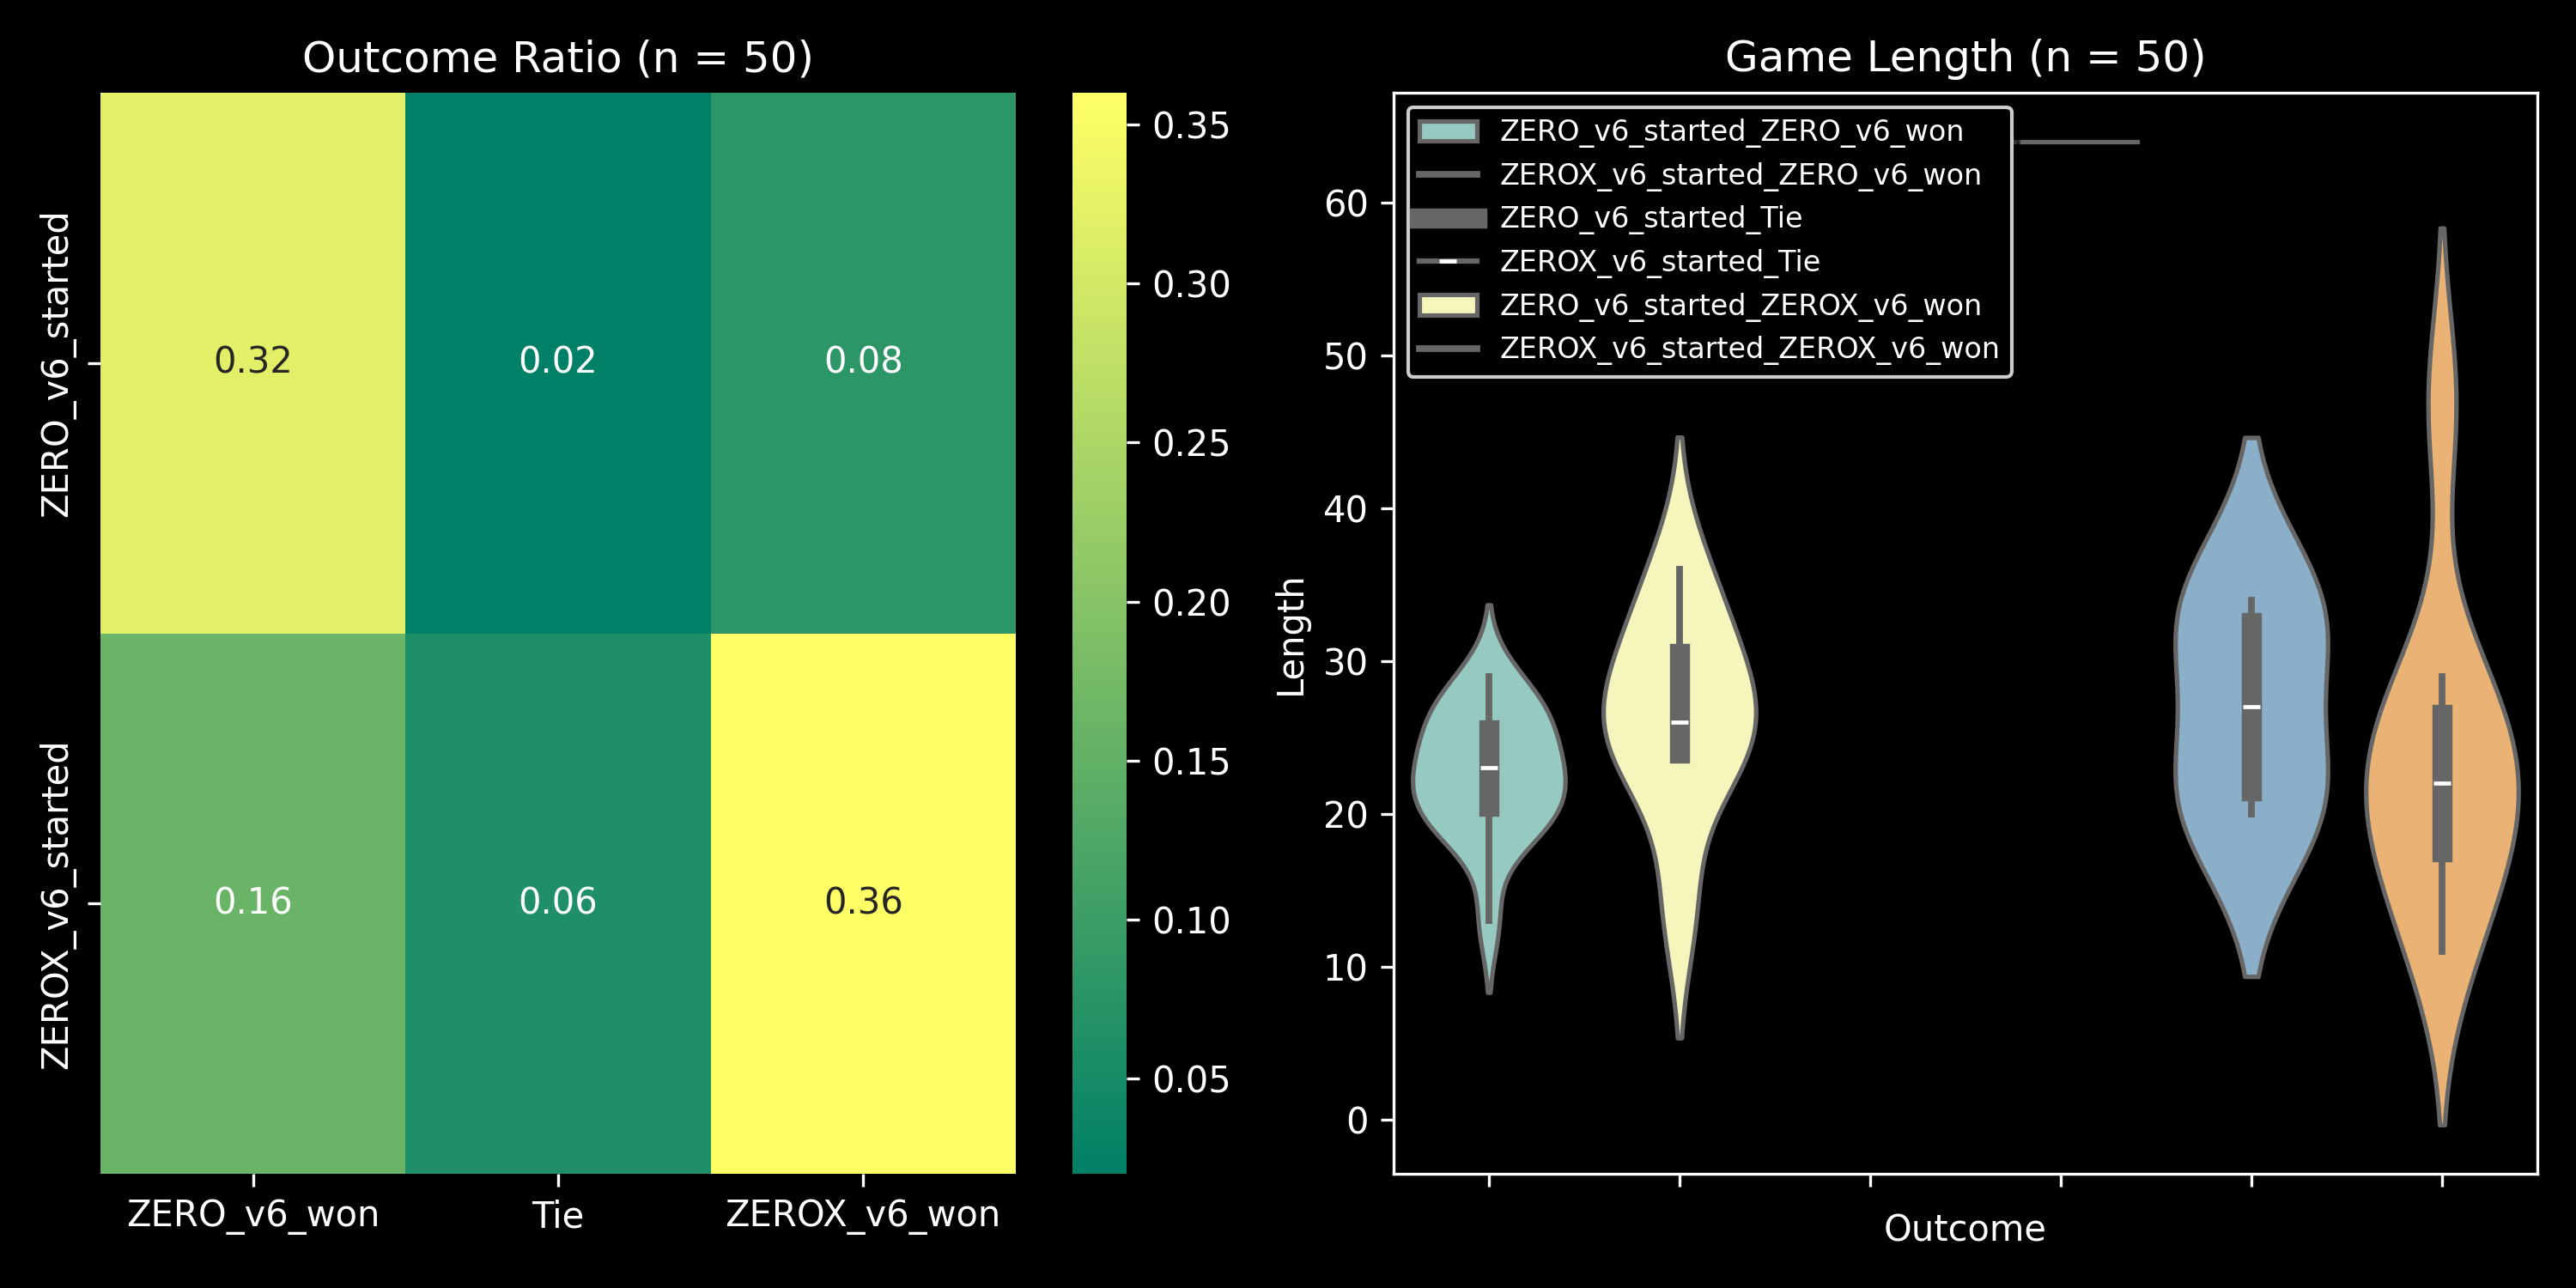 Outcome Ratio (n = 50)
ZERO_v6_started
ZEROX_v6_started
0.32
0.02
0.08
0.16
0.06
0.36
ZERO_v6_won
Tie
ZEROX_v6_won
0.35
0.30
0.25
0.20
0.15
0.10
0.05
Game Length (n = 50)
ZERO_v6_started_ZERO_v6_won
ZEROX_v6_started_ZERO_v6_won
ZERO_v6_started_Tie
ZEROX_v6_started_Tie
ZERO_v6_started_ZEROX_v6_won
ZEROX_v6_started_ZEROX_v6_won
Length
60
50
40
30
20
10
0
Outcome